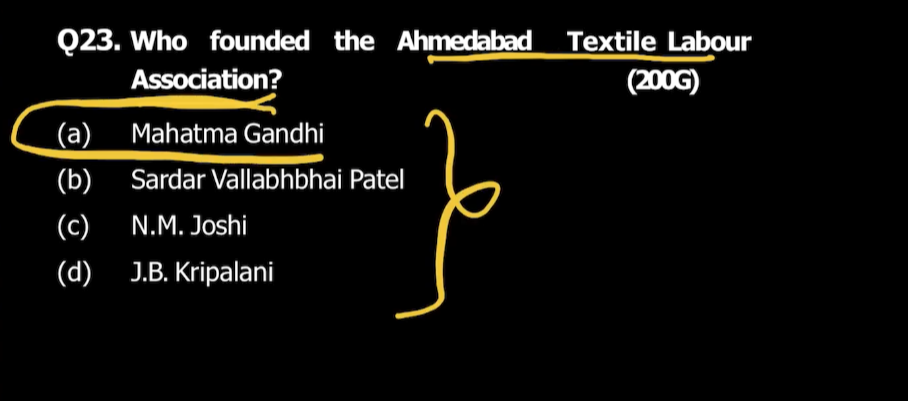 Q23. Who founded the Ahmedabad Textile Labour
Association? (200G)
(a) Mahatma Gandhi
(b) Sardar Vallabhbhai Patel
(c) N.M. Joshi
(d) J.B. Kripalani